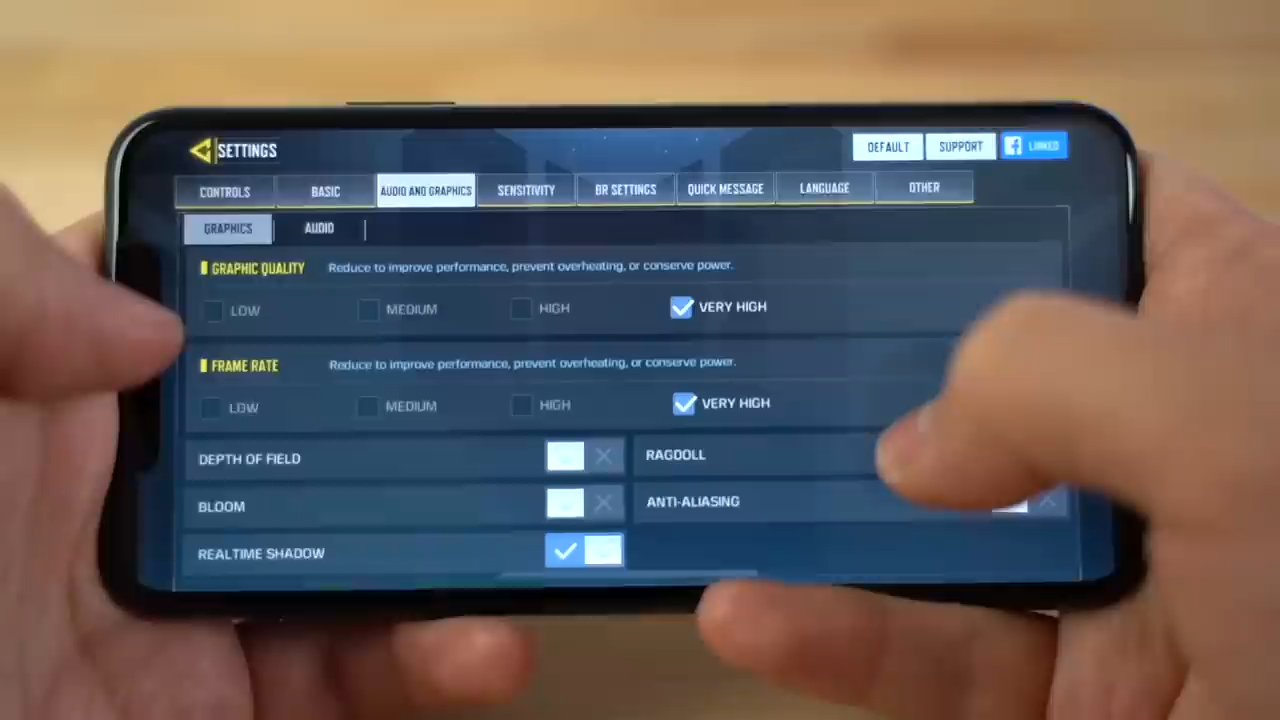 SETTINGS
DEFAULT
SUPPORT
LINKED
CONTROLS
BASIC
AUDIO AND GRAPHICS
SENSITIVITY
BR SETTINGS
QUICK MESSAGE
LANGUAGE
OTHER
GRAPHICS
AUDIO
GRAPHIC QUALITY
Reduce to improve performance, prevent overheating, or conserve power.
LOW
MEDIUM
HIGH
VERY HIGH
FRAME RATE
Reduce to improve performance, prevent overheating, or conserve power.
LOW
MEDIUM
HIGH
VERY HIGH
DEPTH OF FIELD
RAGDOLL
BLOOM
ANTI-ALIASING
REALTIME SHADOW